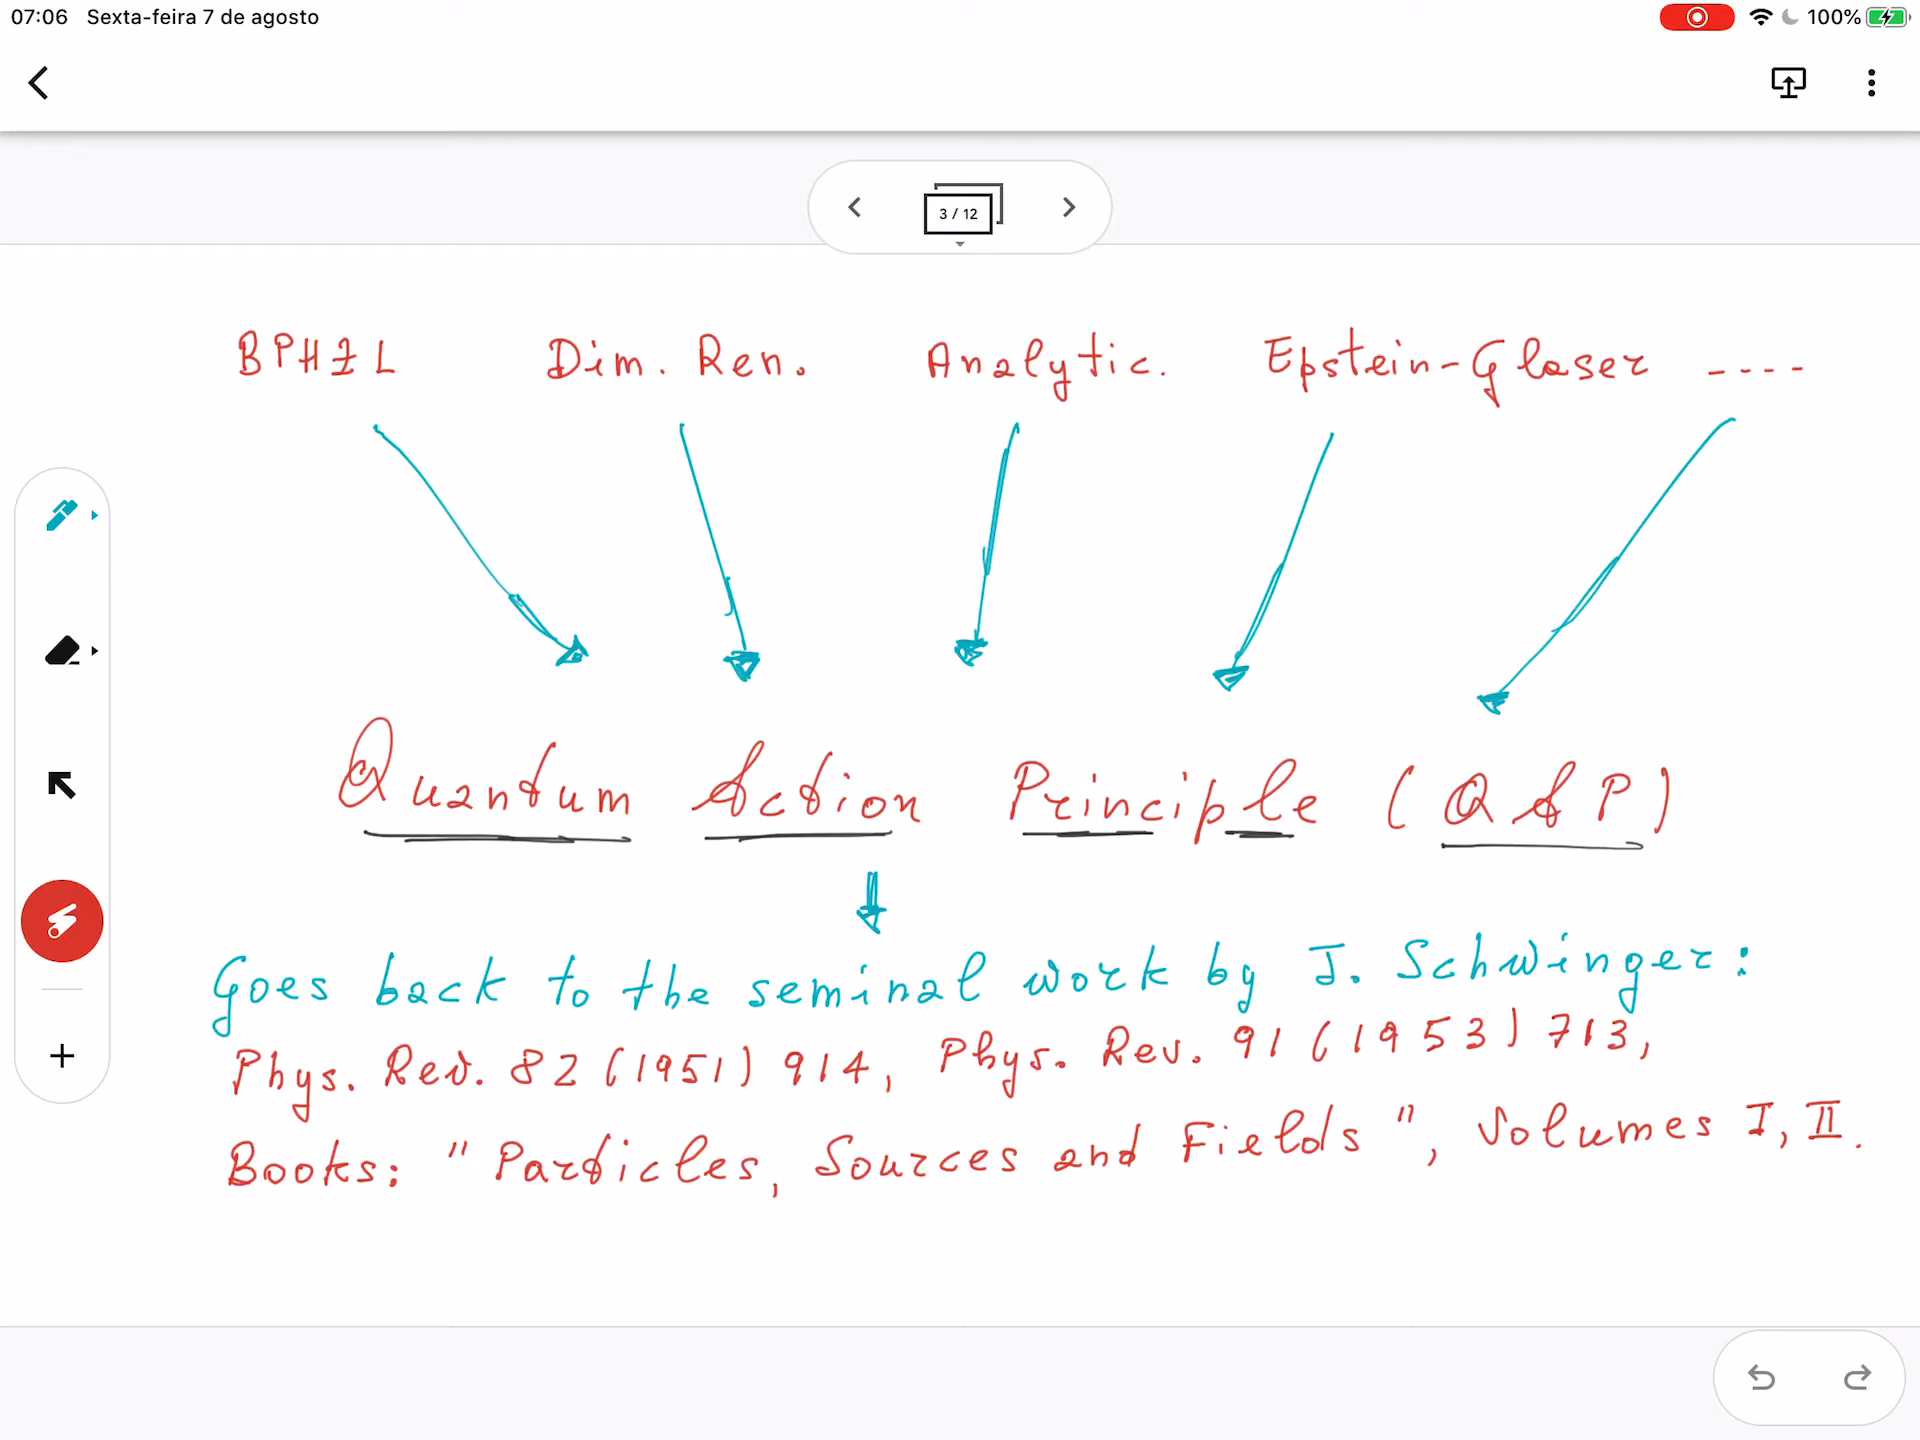 07:06 Sexta-feira 7 de agosto 100%
3 / 12
BPHZL Dim. Ren. Analytic. Epstein-Glaser ----
Quantum Action Principle (QAP)
Goes back to the seminal work by J. Schwinger:
Phys. Rev. 82 (1951) 914, Phys. Rev. 91 (1953) 713,
Books: "Particles, Sources and Fields", Volumes I, II.